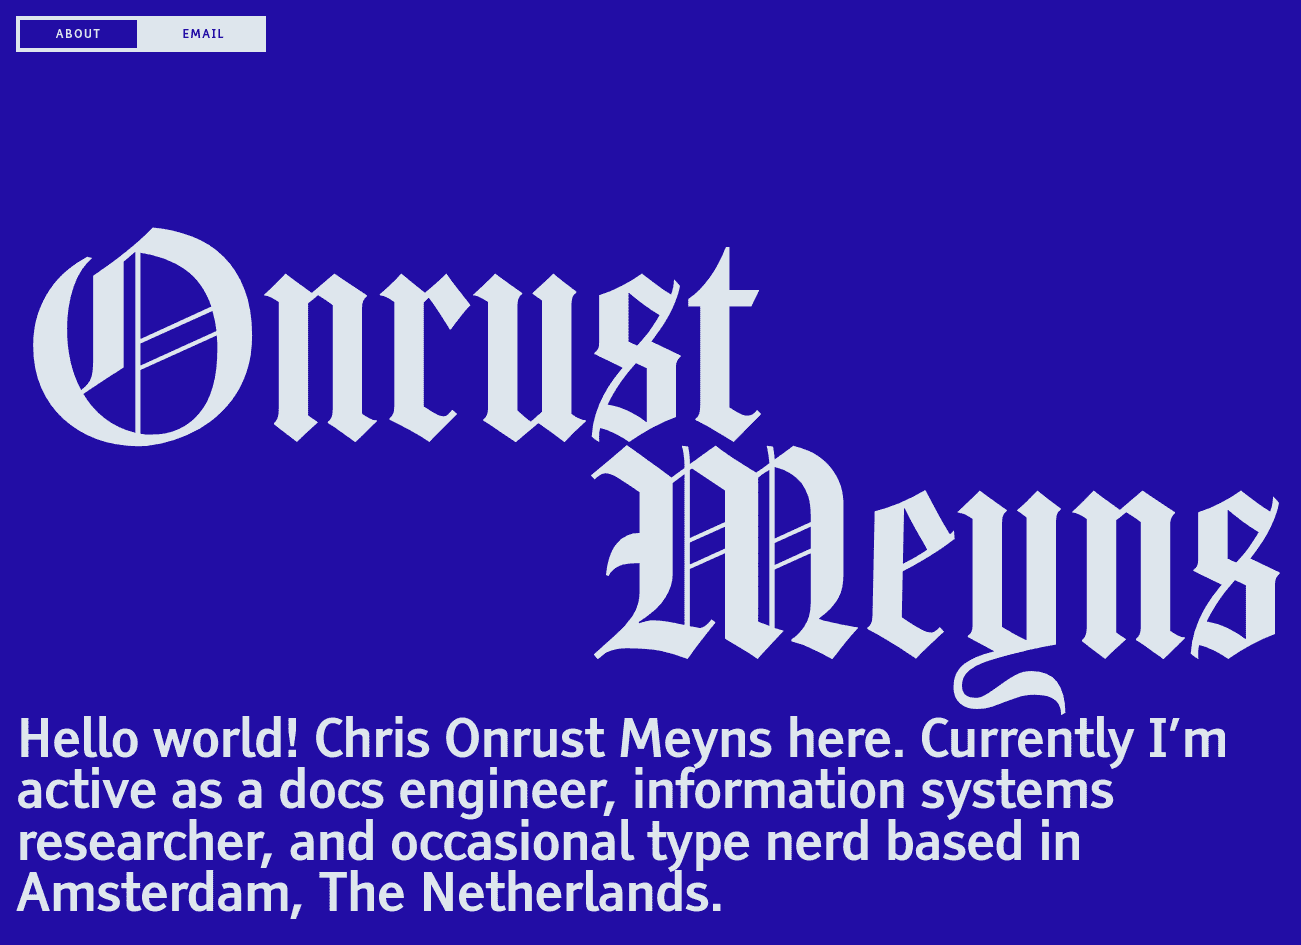 ABOUT EMAIL
Onrust
Meyns
Hello world! Chris Onrust Meyns here. Currently I’m
active as a docs engineer, information systems
researcher, and occasional type nerd based in
Amsterdam, The Netherlands.